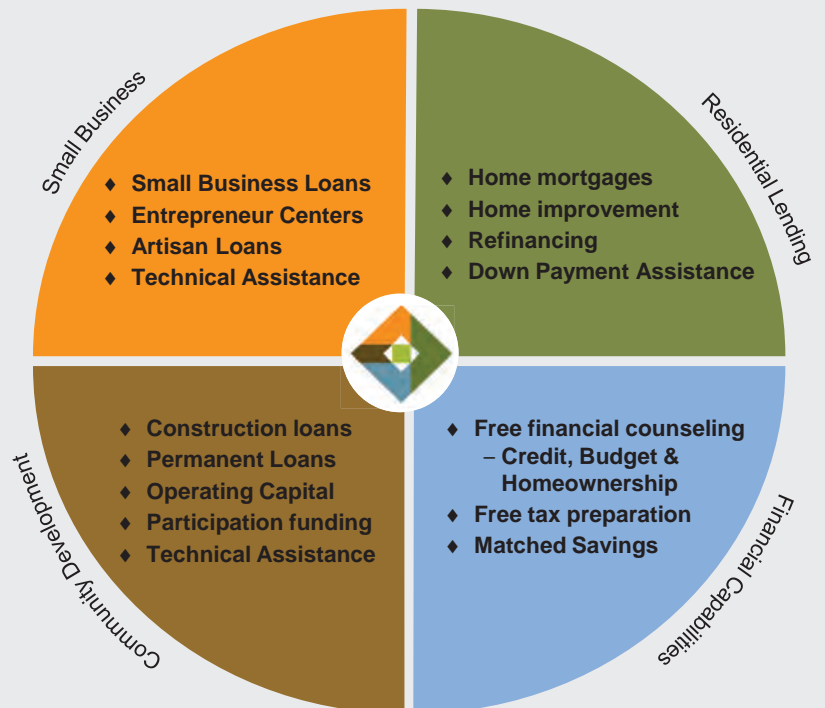 Small Business
♦ Small Business Loans
♦ Entrepreneur Centers
♦ Artisan Loans
♦ Technical Assistance
Residential Lending
♦ Home mortgages
♦ Home improvement
♦ Refinancing
♦ Down Payment Assistance
Community Development
♦ Construction loans
♦ Permanent Loans
♦ Operating Capital
♦ Participation funding
♦ Technical Assistance
Financial Capabilities
♦ Free financial counseling
– Credit, Budget &
Homeownership
♦ Free tax preparation
♦ Matched Savings